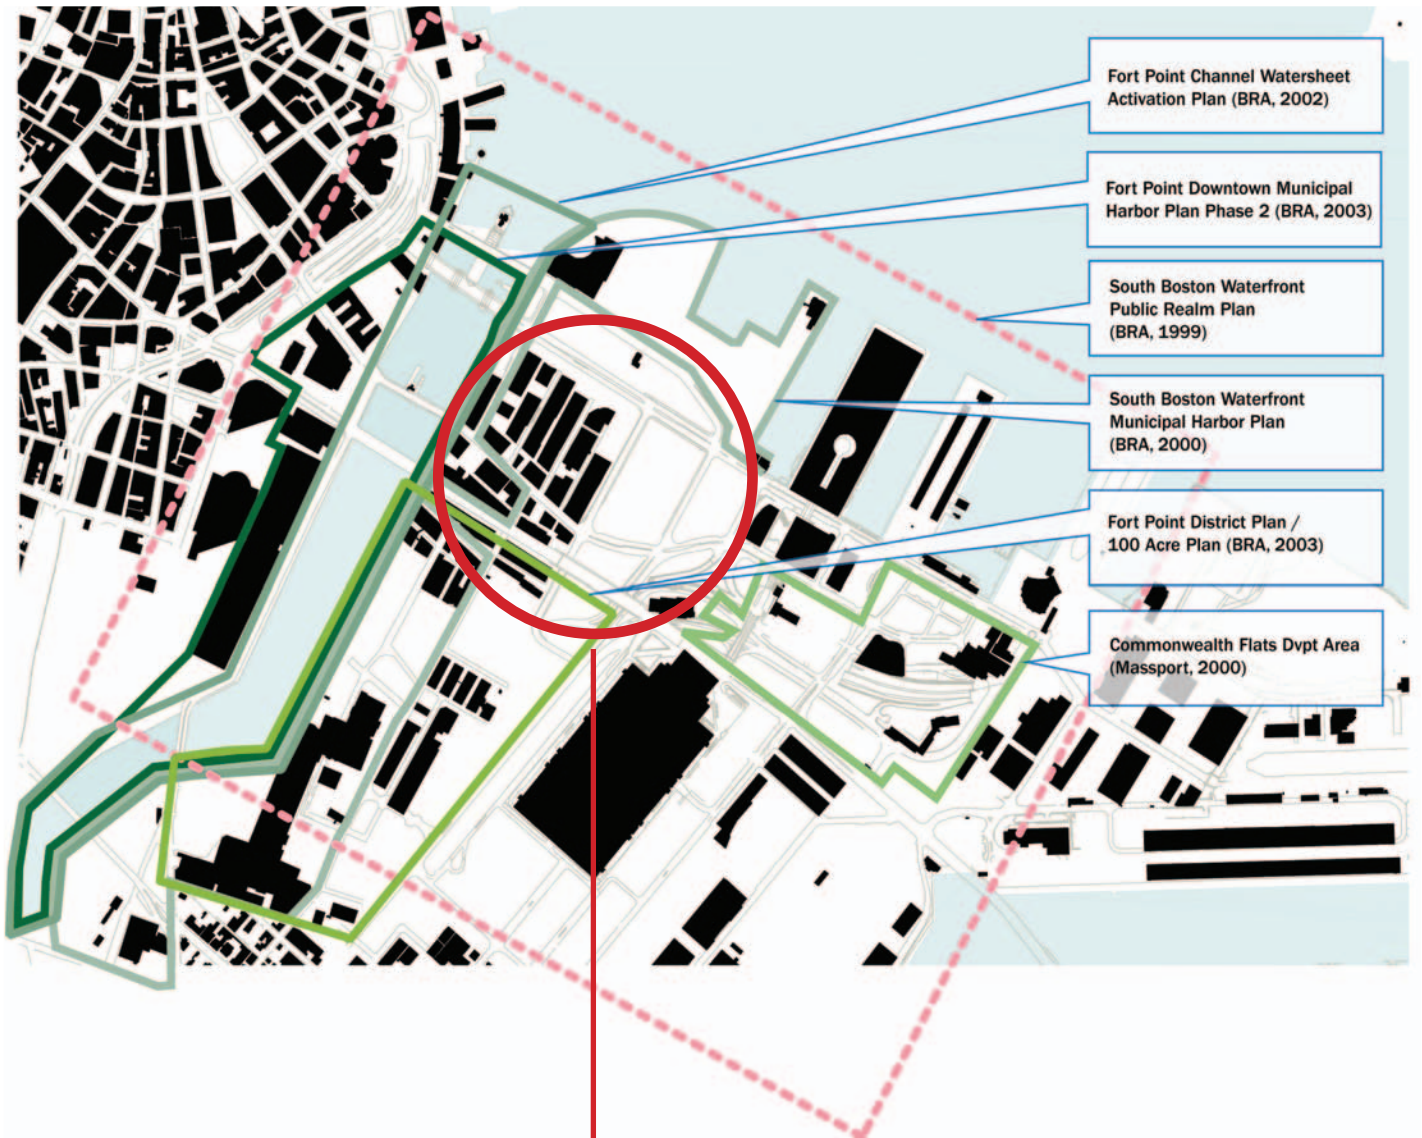 Fort Point Channel Watersheet
Activation Plan (BRA, 2002)
Fort Point Downtown Municipal
Harbor Plan Phase 2 (BRA, 2003)
South Boston Waterfront
Public Realm Plan
(BRA, 1999)
South Boston Waterfront
Municipal Harbor Plan
(BRA, 2000)
Fort Point District Plan /
100 Acre Plan (BRA, 2003)
Commonwealth Flats Dvpt Area
(Massport, 2000)